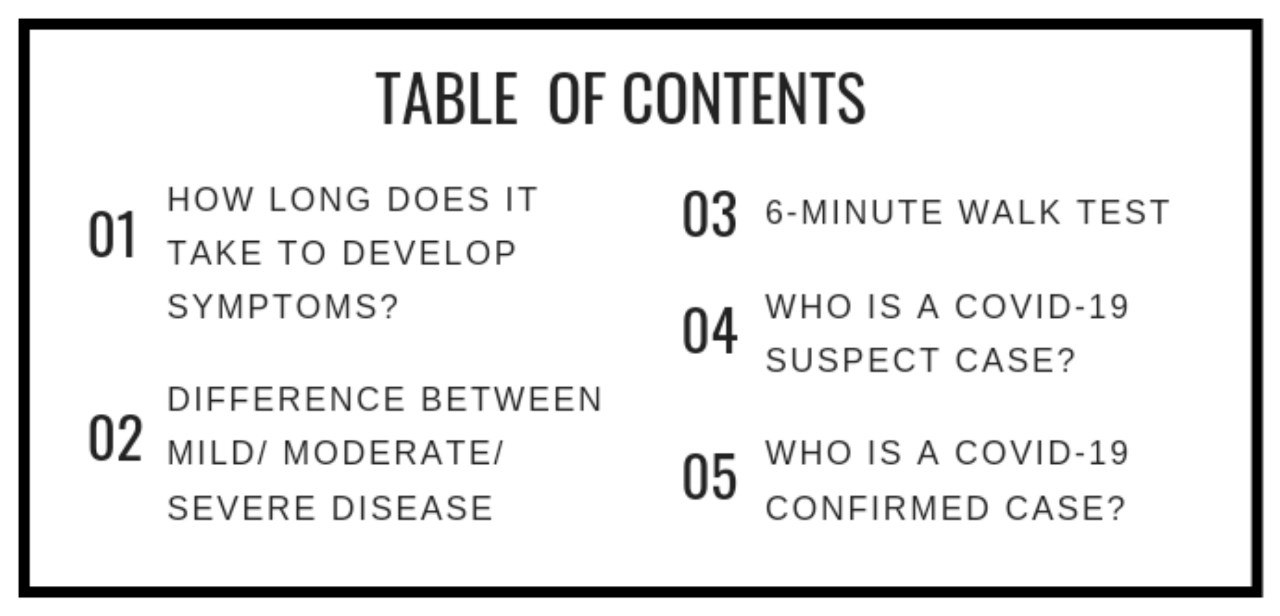 TABLE OF CONTENTS
01
HOW LONG DOES IT
TAKE TO DEVELOP
SYMPTOMS?
02
DIFFERENCE BETWEEN
MILD/ MODERATE/
SEVERE DISEASE
03
6-MINUTE WALK TEST
04
WHO IS A COVID-19
SUSPECT CASE?
05
WHO IS A COVID-19
CONFIRMED CASE?